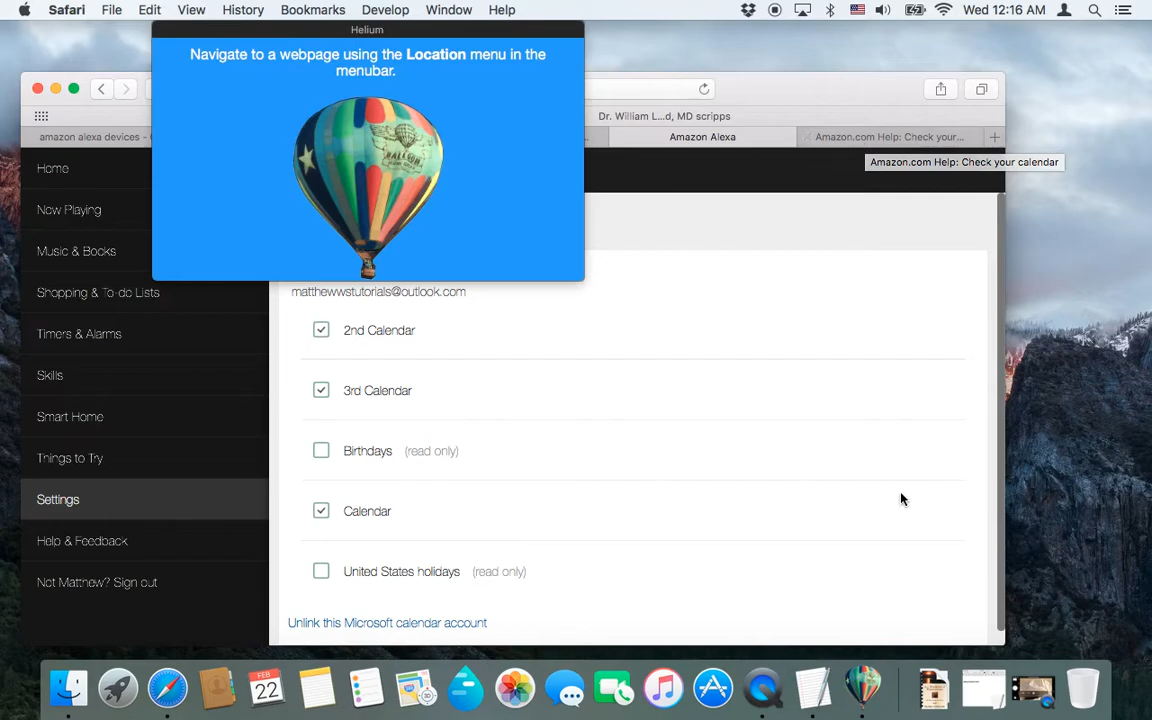 Safari File Edit View History Bookmarks Develop Window Help Wed 12:16 AM
Helium
Navigate to a webpage using the Location menu in the
menubar.
Dr. William L...d, MD scripps
amazon alexa devices -
Amazon Alexa
Amazon.com Help: Check your...
Amazon.com Help: Check your calendar
Home
Now Playing
Music & Books
Shopping & To-do Lists
Timers & Alarms
Skills
Smart Home
Things to Try
Settings
Help & Feedback
Not Matthew? Sign out
matthewwstutorials@outlook.com
2nd Calendar
3rd Calendar
Birthdays (read only)
Calendar
United States holidays (read only)
Unlink this Microsoft calendar account
FEB
22